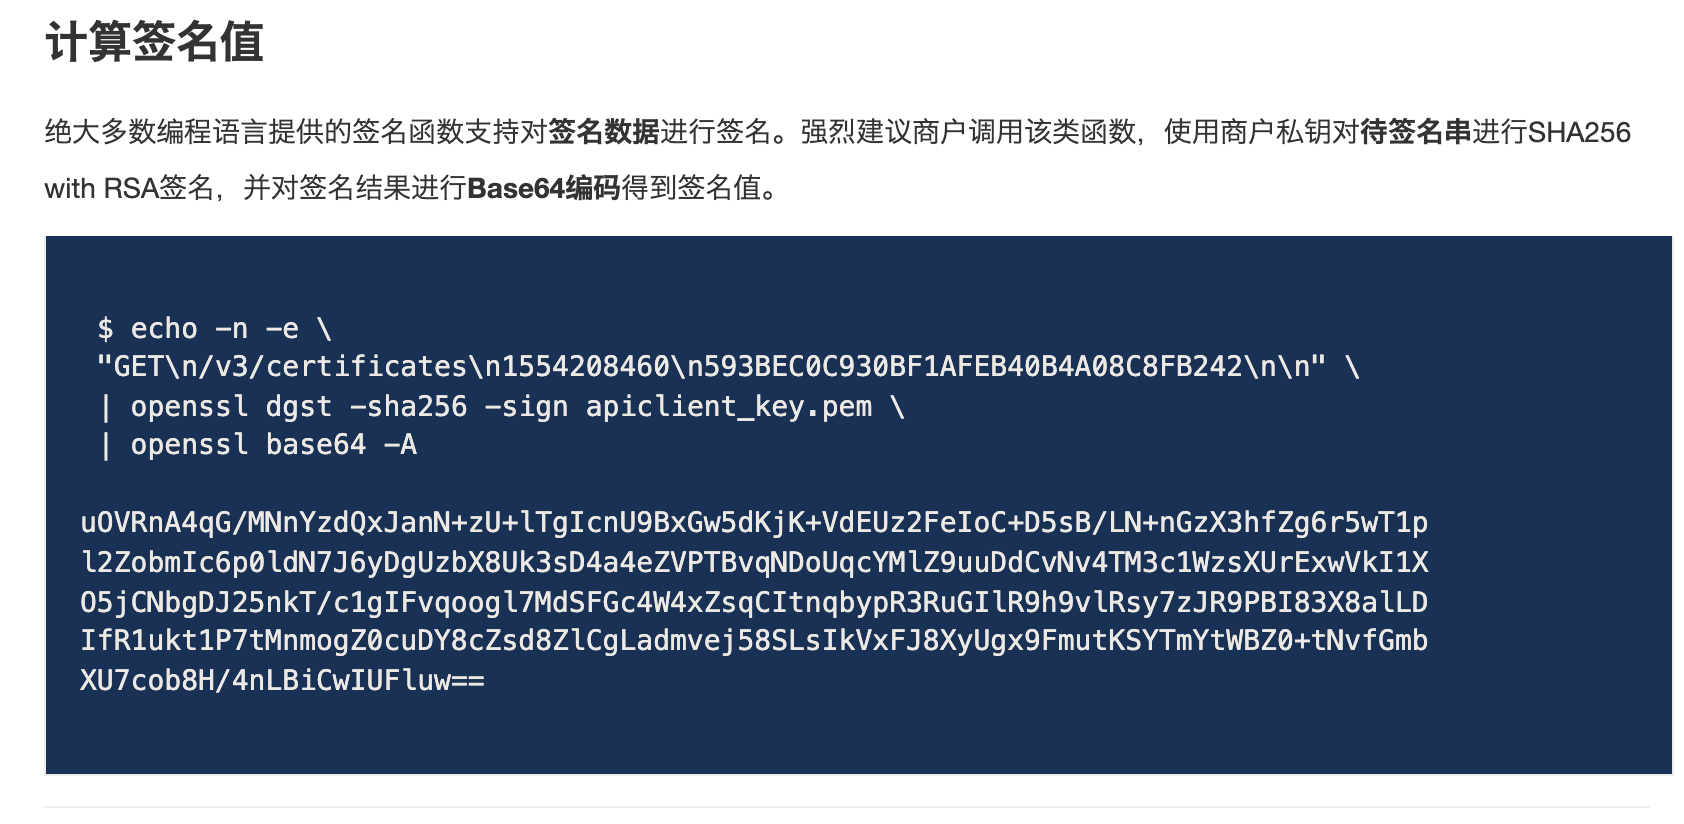 计算签名值
绝大多数编程语言提供的签名函数支持对签名数据进行签名。强烈建议商户调用该类函数，使用商户私钥对待签名串进行SHA256
with RSA签名，并对签名结果进行Base64编码得到签名值。
$ echo -n -e \
"GET\n/v3/certificates\n1554208460\n593BEC0C930BF1AFEB40B4A08C8FB242\n\n" \
| openssl dgst -sha256 -sign apiclient_key.pem \
| openssl base64 -A
uOVRnA4qG/MNnYzdQxJanN+zU+lTgIcnU9BxGw5dKjK+VdEUz2FeIoC+D5sB/LN+nGzX3hfZg6r5wT1p
l2ZobmIc6p0ldN7J6yDgUzbX8Uk3sD4a4eZVPTBvqNDoUqcYMlZ9uuDdCvNv4TM3c1WzsXUrExwVkI1X
O5jCNbgDJ25nkT/c1gIFvqoogl7MdSFGc4W4xZsqCItnqbypR3RuGIlR9h9vlRsy7zJR9PBI83X8alLD
IfR1ukt1P7tMnmogZ0cuDY8cZsd8ZlCgLadmvej58SLsIkVxFJ8XyUgx9FmutKSYTmYtWBZ0+tNvfGmb
XU7cob8H/4nLBiCwIUFluw==